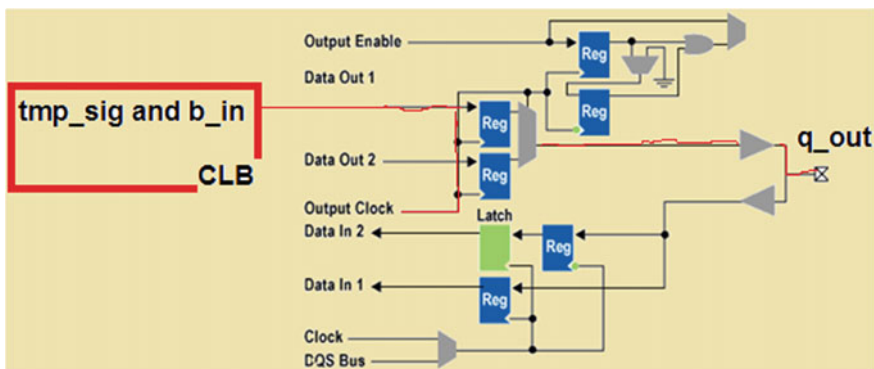 Output Enable
Reg
Data Out 1
Reg
tmp_sig and b_in
Reg
q_out
Data Out 2
Reg
CLB
Output Clock
Latch
Data In 2
Reg
Data In 1
Reg
Clock
DQS Bus